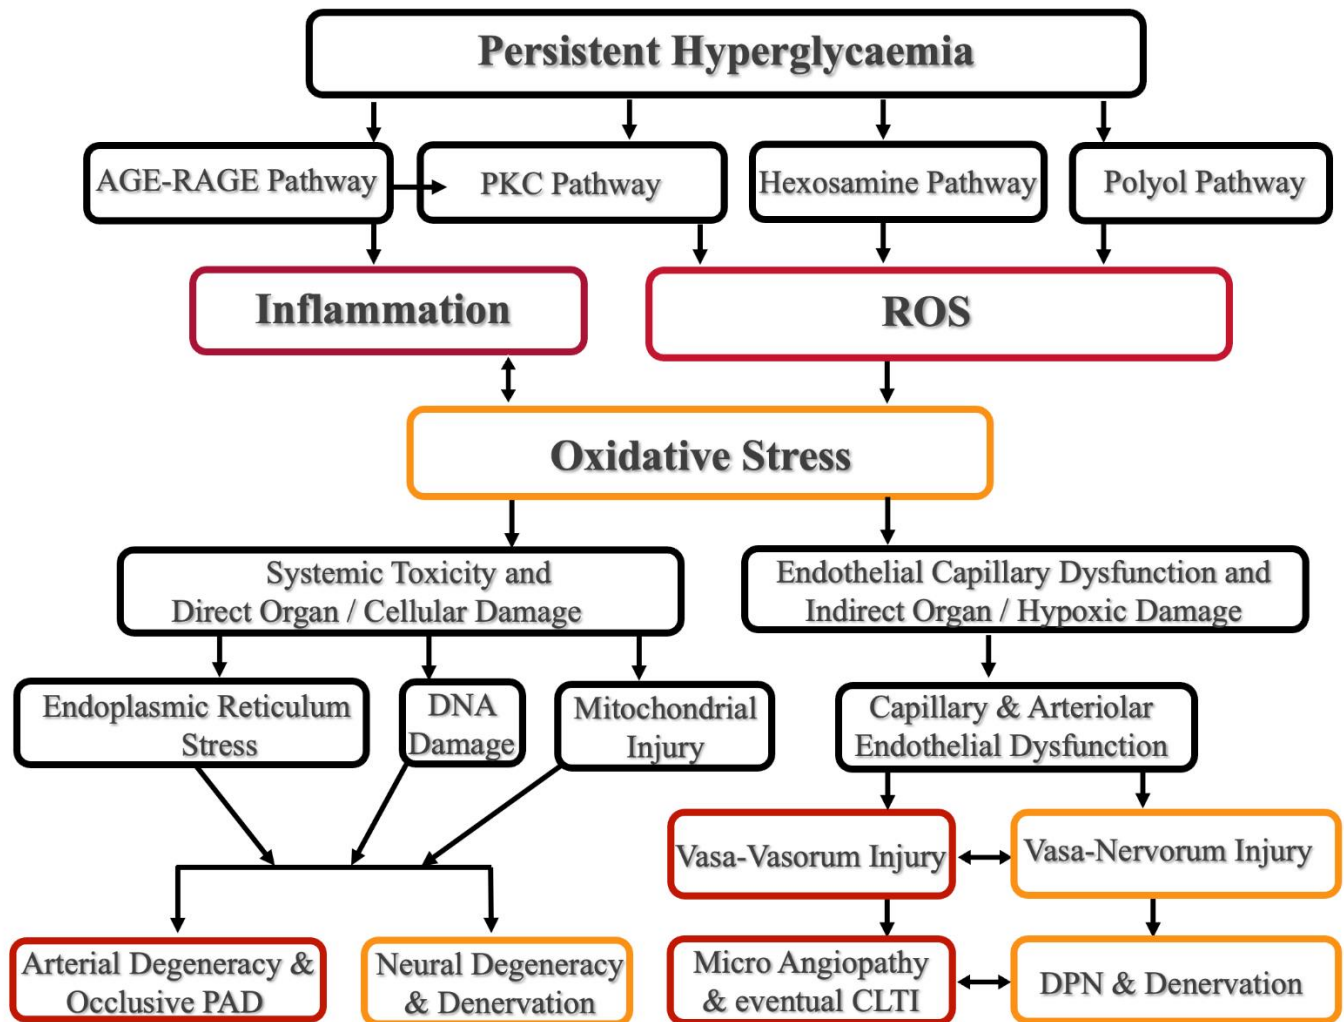 Persistent Hyperglycaemia
AGE-RAGE Pathway
PKC Pathway
Hexosamine Pathway
Polyol Pathway
Inflammation
ROS
Oxidative Stress
Systemic Toxicity and
Direct Organ / Cellular Damage
Endothelial Capillary Dysfunction and
Indirect Organ / Hypoxic Damage
Endoplasmic Reticulum
Stress
DNA
Damage
Mitochondrial
Injury
Capillary & Arteriolar
Endothelial Dysfunction
Vasa-Vasorum Injury
Vasa-Nervorum Injury
Arterial Degeneracy &
Occlusive PAD
Neural Degeneracy
& Denervation
Micro Angiopathy
& eventual CLTI
DPN & Denervation